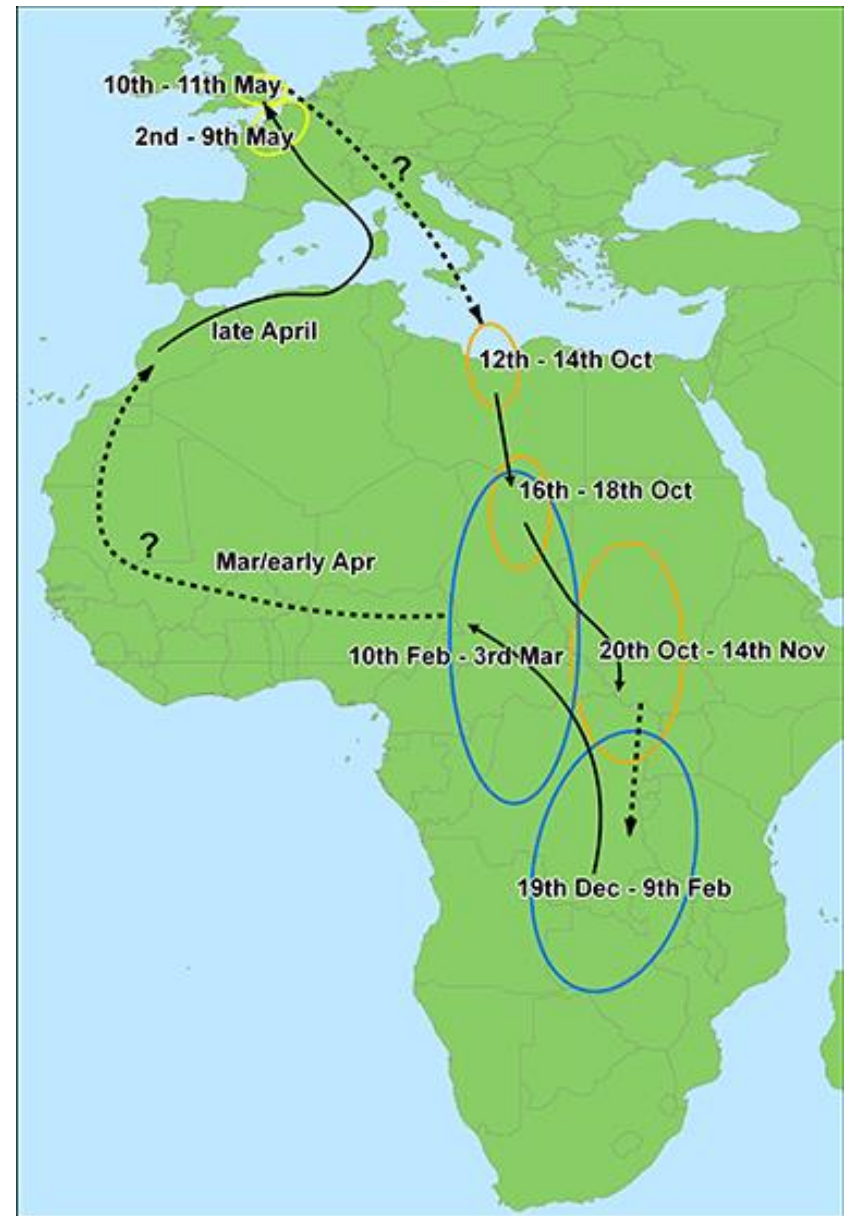 10th - 11th May
2nd - 9th May
?
late April
12th - 14th Oct
16th - 18th Oct
?
Mar/early Apr
20th Oct - 14th Nov
10th Feb - 3rd Mar
19th Dec - 9th Feb